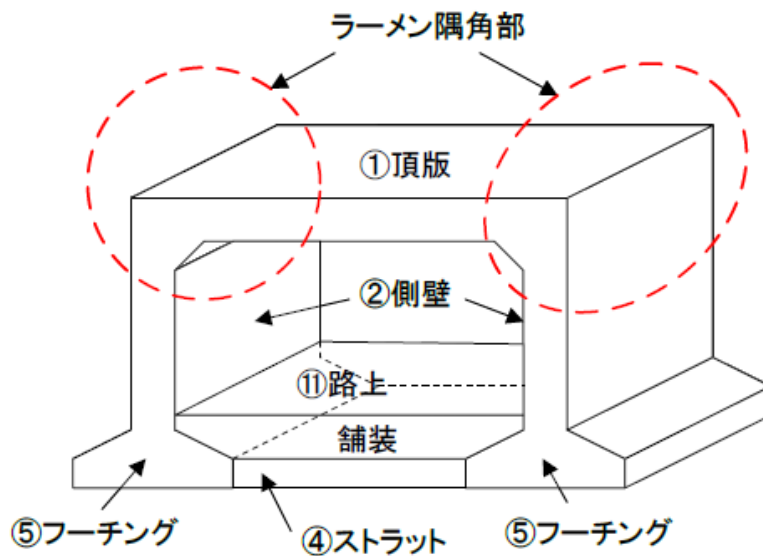 ラーメン隅角部
①頂版
②側壁
⑪路上
舗装
⑤フーチング
④ストラット
⑤フーチング